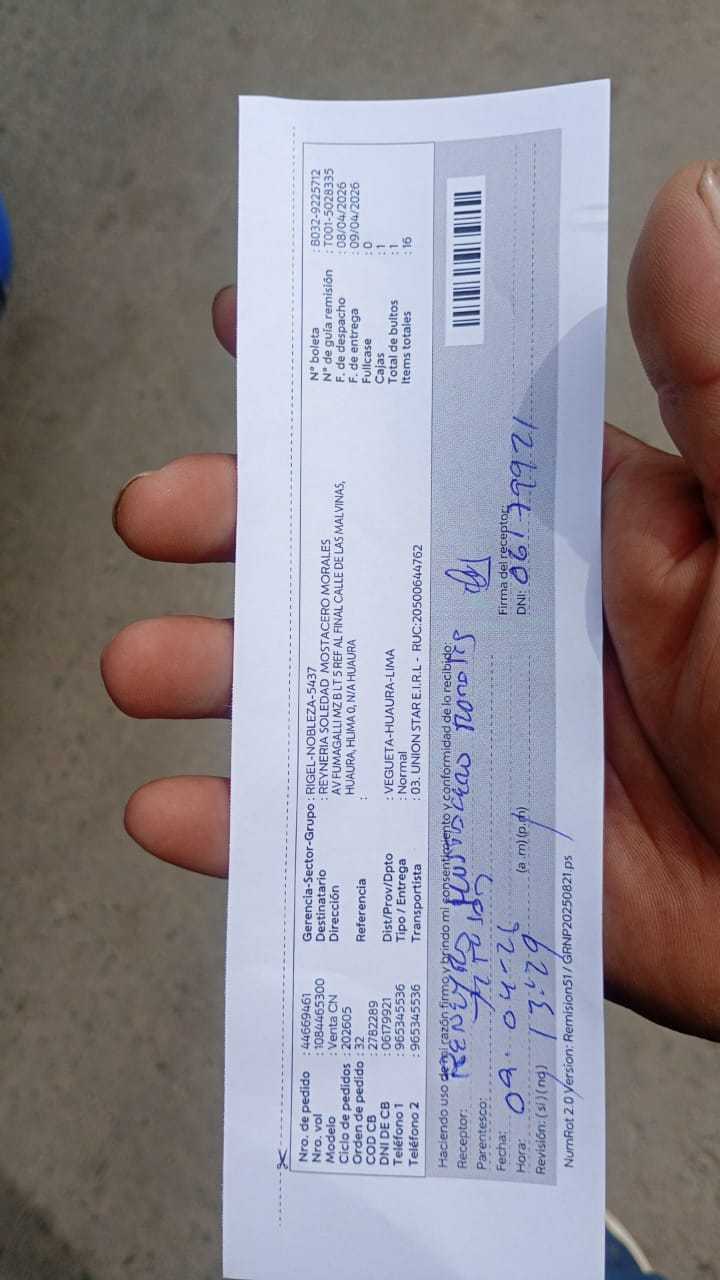 Nro. de pedido : 44669461
Nro. vol : 1084465300
Modelo : Venta CN
Ciclo de pedidos : 202605
Orden de pedido : 32
COD CB : 2782289
DNI DE CB : 06179921
Teléfono 1 : 965345536
Teléfono 2 : 965345536
Gerencia-Sector-Grupo : RIGEL-NOBLEZA-5437
Destinatario : REYNERIA SOLEDAD MOSTACERO MORALES
Dirección AV FUMAGALLI MZ B LT 5 REF AL FINAL CALLE DE LAS MALVINAS,
HUAURA, HLIMA 0, N/A HUAURA
Referencia :
Dist/Prov/Dpto : VEGUETA-HUAURA-LIMA
Tipo / Entrega : Normal
Transportista : 03. UNION STAR E.I.R.L - RUC:20500644762
N° boleta : B032-9225712
N° de guía remisión : T001-5028335
F. de despacho : 08/04/2026
F. de entrega : 09/04/2026
Fullcase : 0
Cajas : 1
Total de bultos : 1
Items totales : 16
Haciendo uso de mi razón firmo y brindo mi consentimiento y conformidad de lo recibido:
Receptor:
Parentesco: Titular
Fecha: 09-04-26
Hora: 13:29 (a.m) (p.m)
Revisión: (si) (no)
Firma del receptor:
DNI: 06179921
NumRot 2.0 Version: Remision51 / GRNP20250821.ps